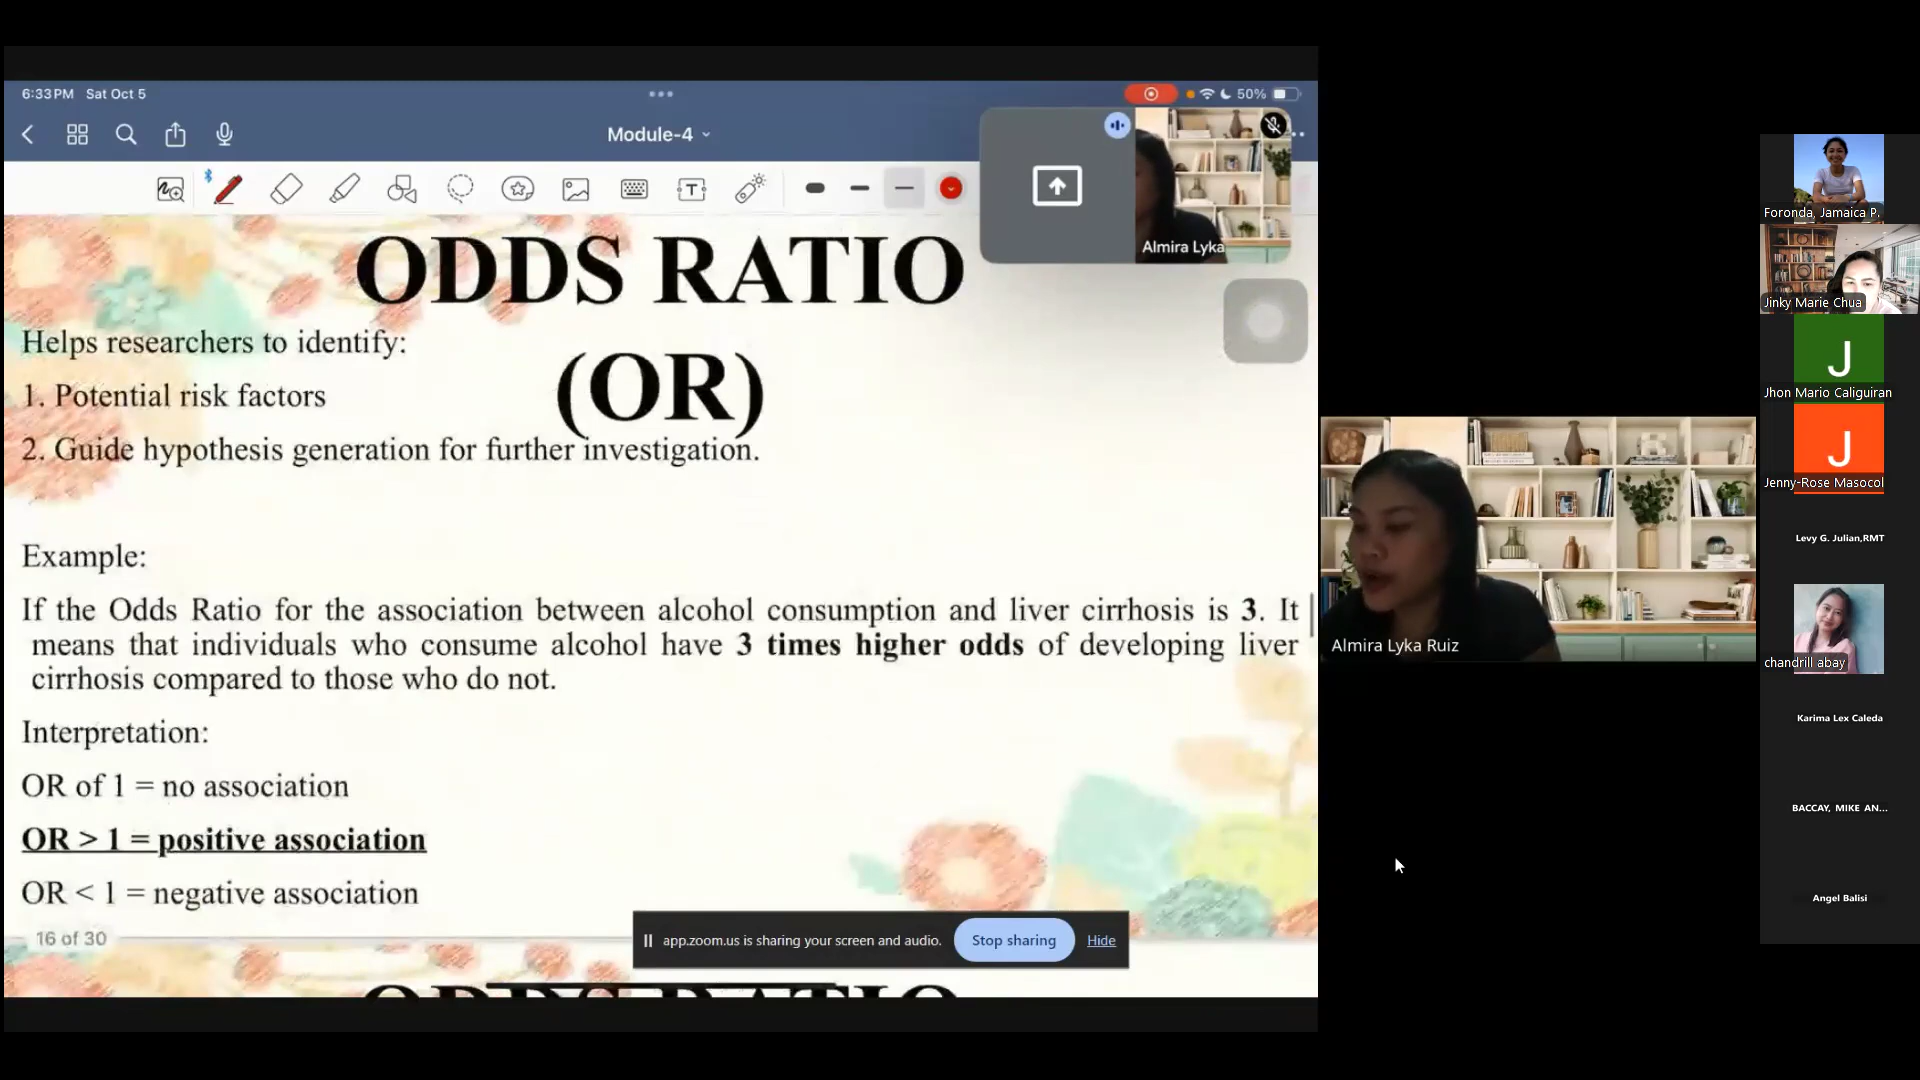 6:33 PM Sat Oct 5
50%
Module-4
T
Almira Lyka
ODDS RATIO
(OR)
Helps researchers to identify:
1. Potential risk factors
2. Guide hypothesis generation for further investigation.
Example:
If the Odds Ratio for the association between alcohol consumption and liver cirrhosis is 3. It
means that individuals who consume alcohol have 3 times higher odds of developing liver
cirrhosis compared to those who do not.
Interpretation:
OR of 1 = no association
OR > 1 = positive association
OR < 1 = negative association
16 of 30
app.zoom.us is sharing your screen and audio.
Stop sharing
Hide
ODDS RATIO
Almira Lyka Ruiz
Foronda, Jamaica P.
Jinky Marie Chua
J
Jhon Mario Caliguiran
J
Jenny-Rose Masocol
Levy G. Julian,RMT
chandrill abay
Karima Lex Caleda
BACCAY, MIKE AN...
Angel Balisi